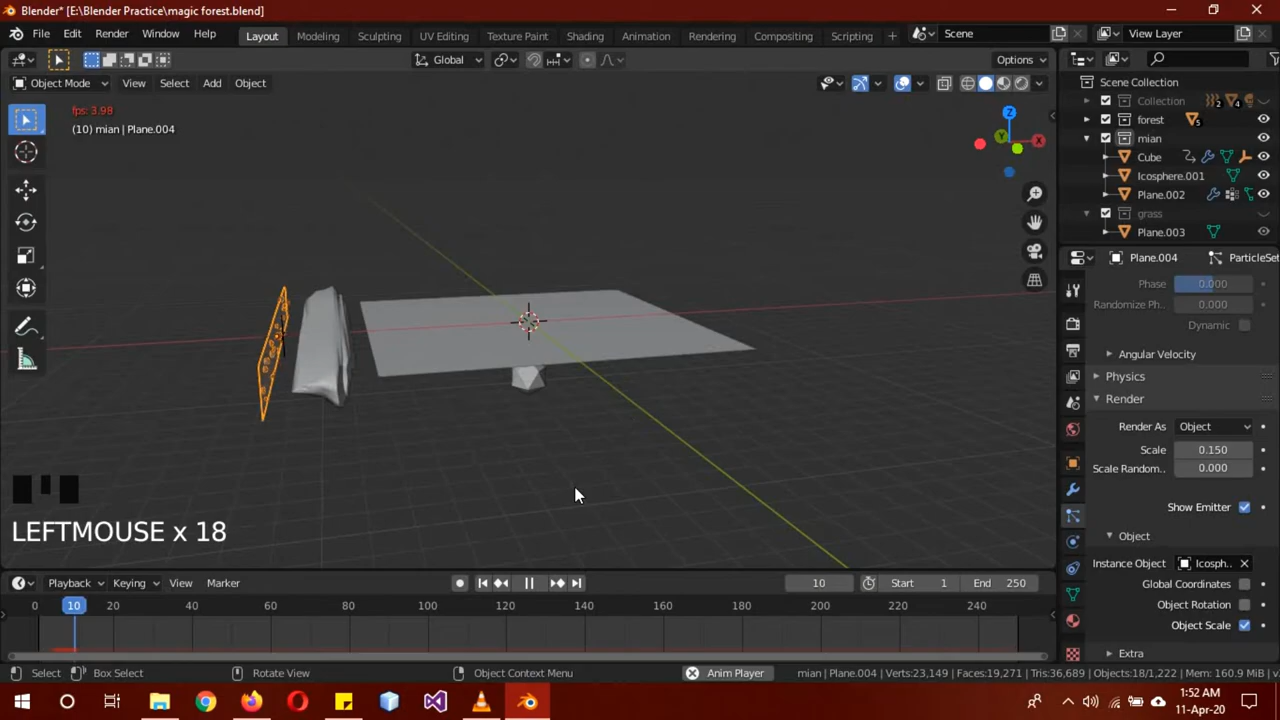 Blender* [E:\Blender Practice\magic forest.blend]
File Edit Render Window Help Layout Modeling Sculpting UV Editing Texture Paint Shading Animation Rendering Compositing Scripting + Scene View Layer
Global Options
Object Mode View Select Add Object
fps: 3.98
(10) mian | Plane.004
Z
Y
X
LEFTMOUSE x 18
Scene Collection
Collection 2 4
forest 5
mian
Cube
Icosphere.001
Plane.002
grass
Plane.003
Plane.004 ParticleSet
Phase 0.000
Randomize Ph.. 0.000
Dynamic
Angular Velocity
Physics
Render
Render As Object
Scale 0.150
Scale Random.. 0.000
Show Emitter
Object
Instance Object Icosph..
Global Coordinates
Object Rotation
Object Scale
Extra
Playback Keying View Marker 10 Start 1 End 250
0 10 20 40 60 80 100 120 140 160 180 200 220 240
Select Box Select Rotate View Object Context Menu Anim Player mian | Plane.004 | Verts:23,149 | Faces:19,271 | Tris:36,689 | Objects:18/1,222 | Mem: 160.9 MiB | v
1:52 AM
11-Apr-20